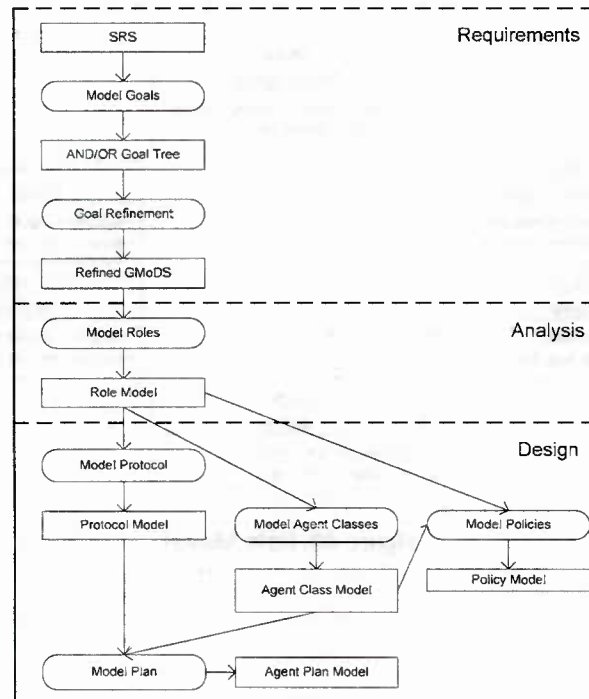 Requirements
SRS
Model Goals
AND/OR Goal Tree
Goal Refinement
Refined GMoDS
Analysis
Model Roles
Role Model
Design
Model Protocol
Protocol Model
Model Agent Classes
Model Policies
Agent Class Model
Policy Model
Model Plan
Agent Plan Model